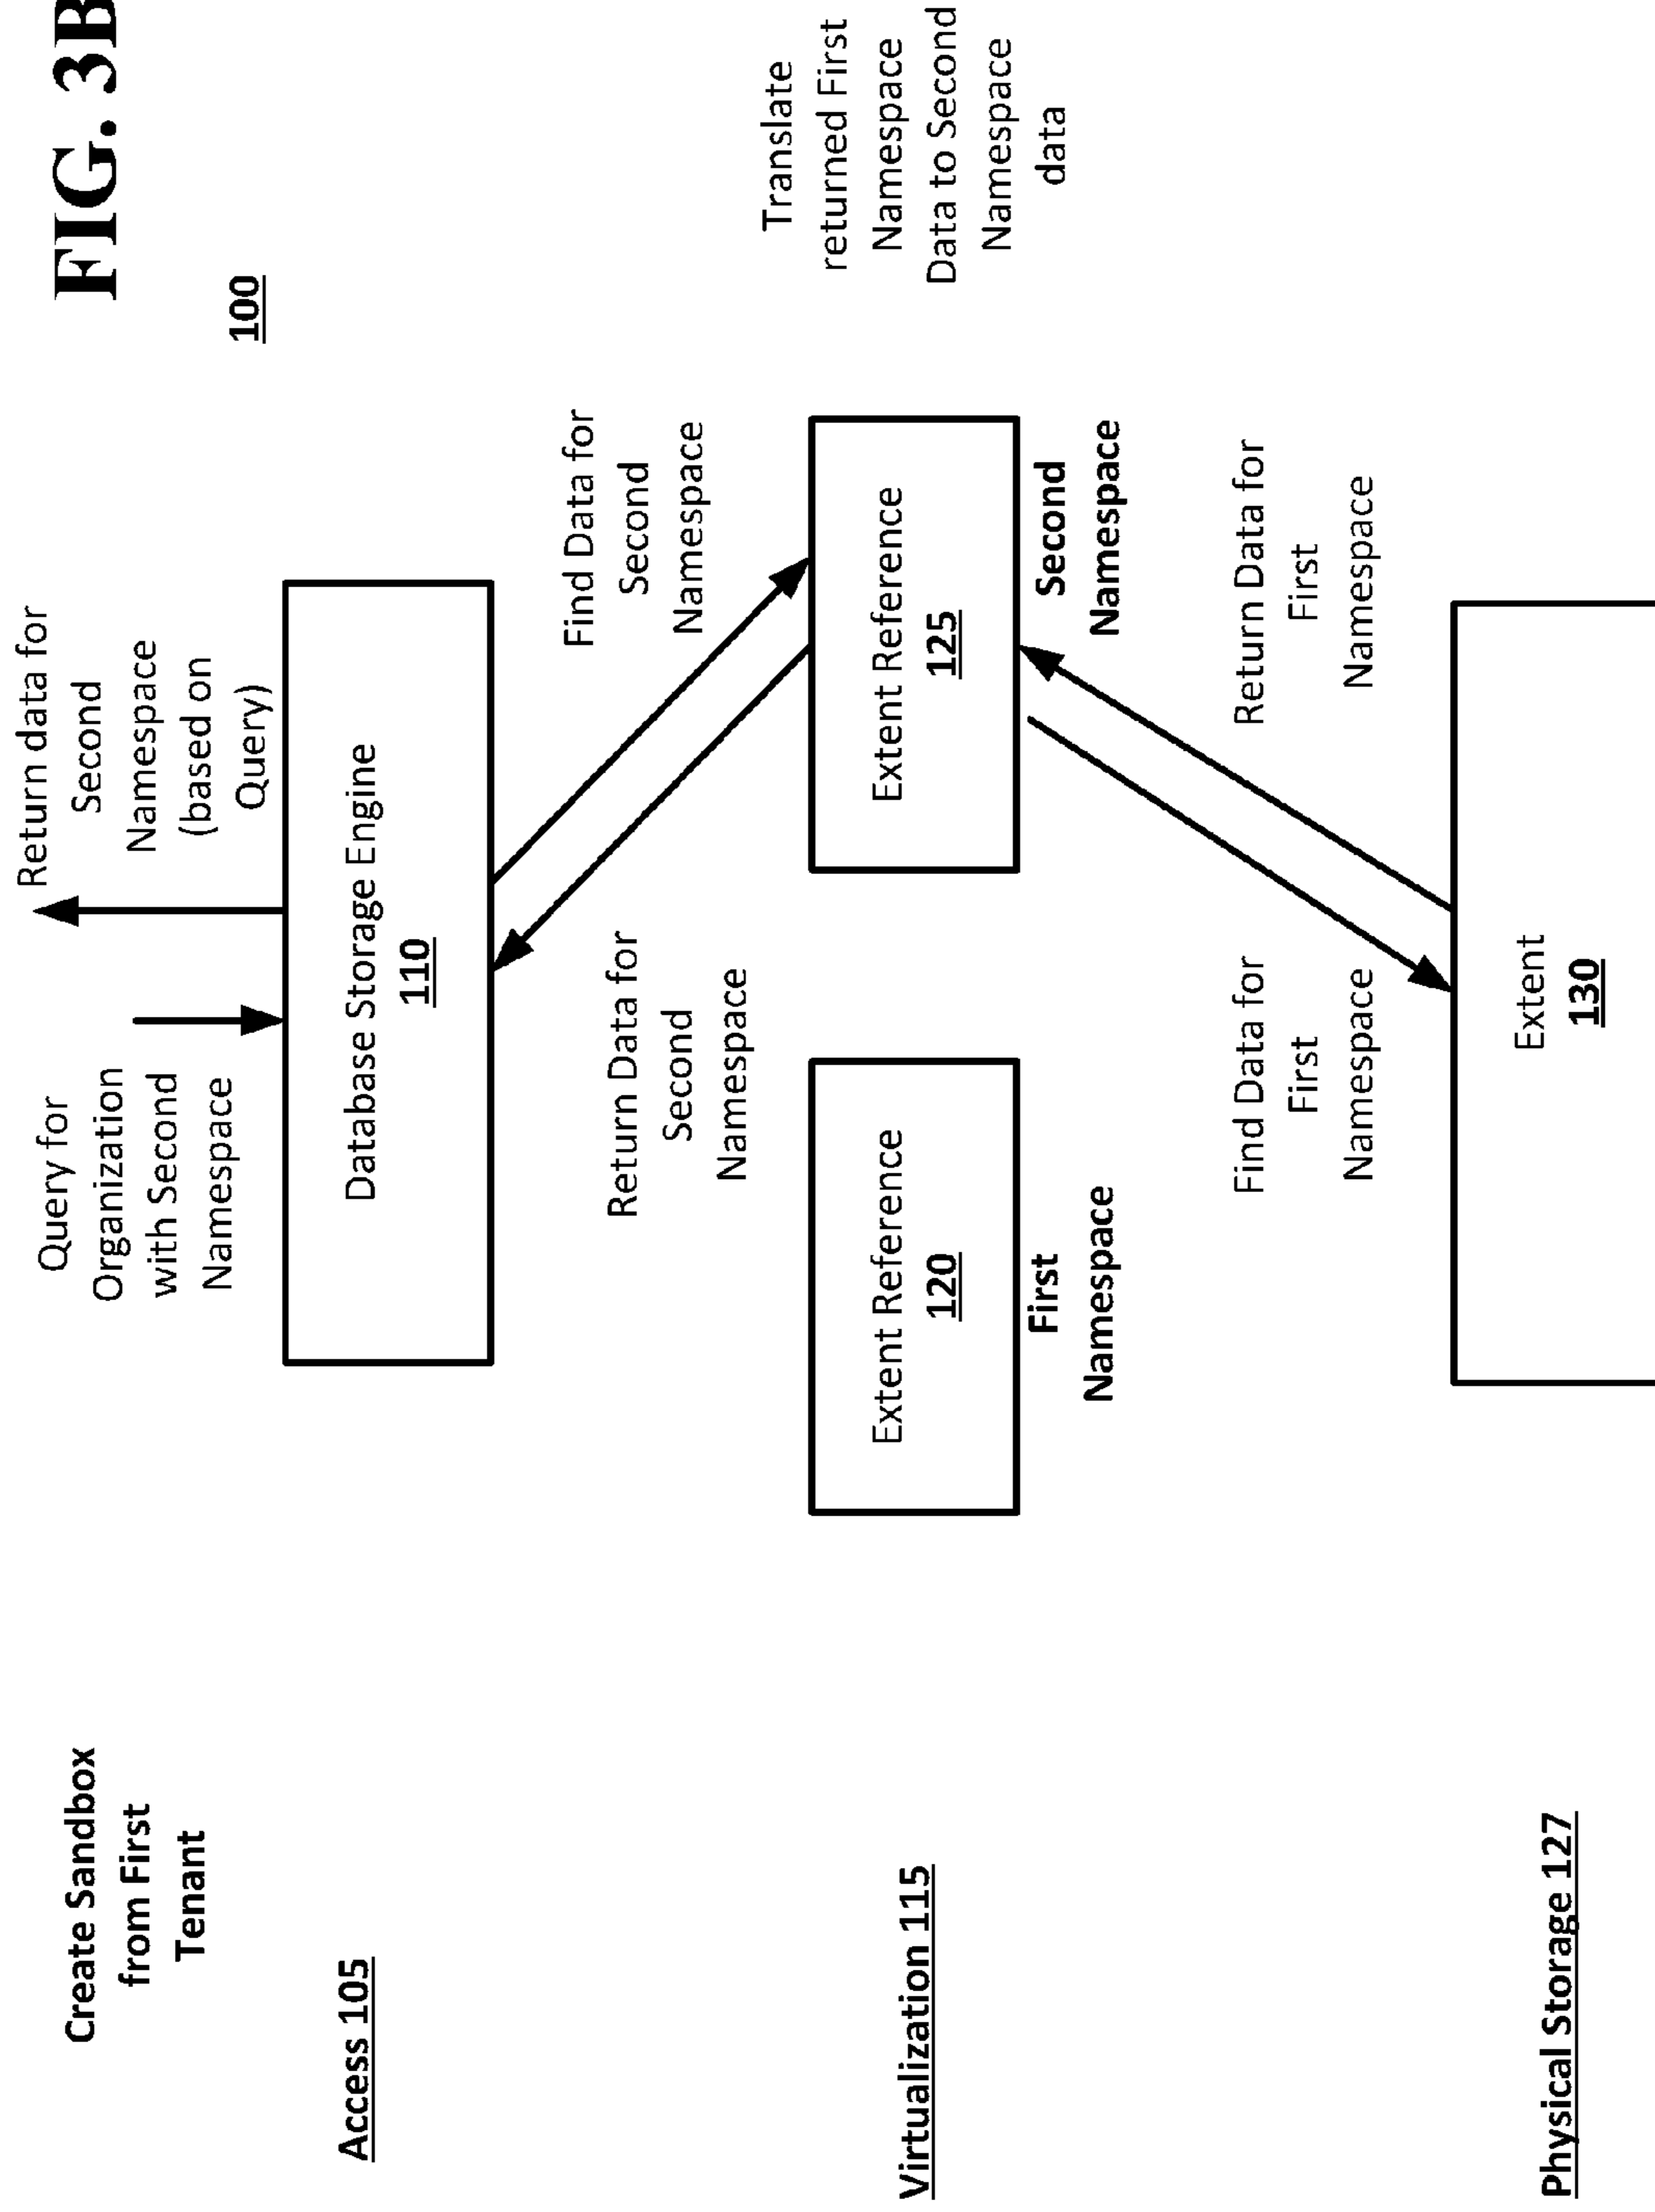 FIG. 3B
100
Create Sandbox
from First
Tenant
Query for
Organization
with Second
Namespace
Return data for
Second
Namespace
(based on
Query)
Access 105
Database Storage Engine
110
Return Data for
Second
Namespace
Find Data for
Second
Namespace
Virtualization 115
Extent Reference
120
First
Namespace
Extent Reference
125
Second
Namespace
Translate
returned First
Namespace
Data to Second
Namespace
data
Find Data for
First
Namespace
Return Data for
First
Namespace
Physical Storage 127
Extent
130